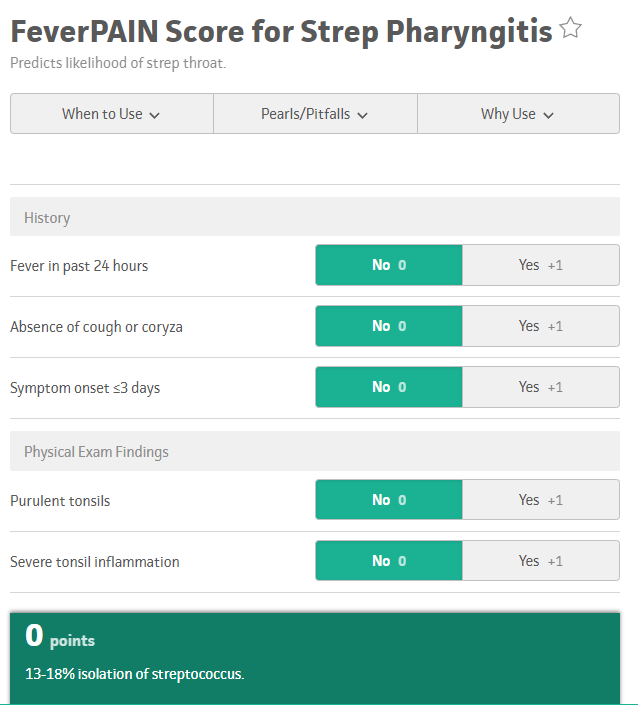 FeverPAIN Score for Strep Pharyngitis
Predicts likelihood of strep throat.
When to Use Pearls/Pitfalls Why Use
History
Fever in past 24 hours No 0 Yes +1
Absence of cough or coryza No 0 Yes +1
Symptom onset ≤3 days No 0 Yes +1
Physical Exam Findings
Purulent tonsils No 0 Yes +1
Severe tonsil inflammation No 0 Yes +1
0 points
13-18% isolation of streptococcus.